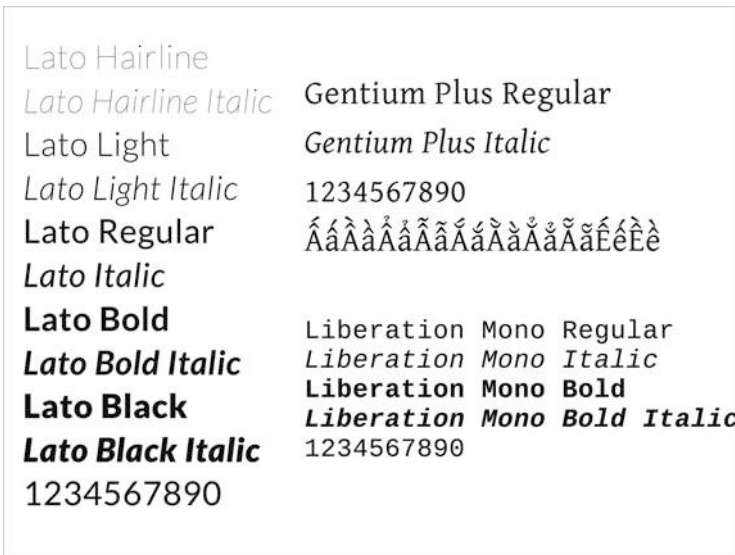 Lato Hairline
Lato Hairline Italic
Lato Light
Lato Light Italic
Lato Regular
Lato Italic
Lato Bold
Lato Bold Italic
Lato Black
Lato Black Italic
1234567890
Gentium Plus Regular
Gentium Plus Italic
1234567890
ẤấẦầẨẩẪẫẮắẰằẲẳẴẵẾếỀề
Liberation Mono Regular
Liberation Mono Italic
Liberation Mono Bold
Liberation Mono Bold Italic
1234567890